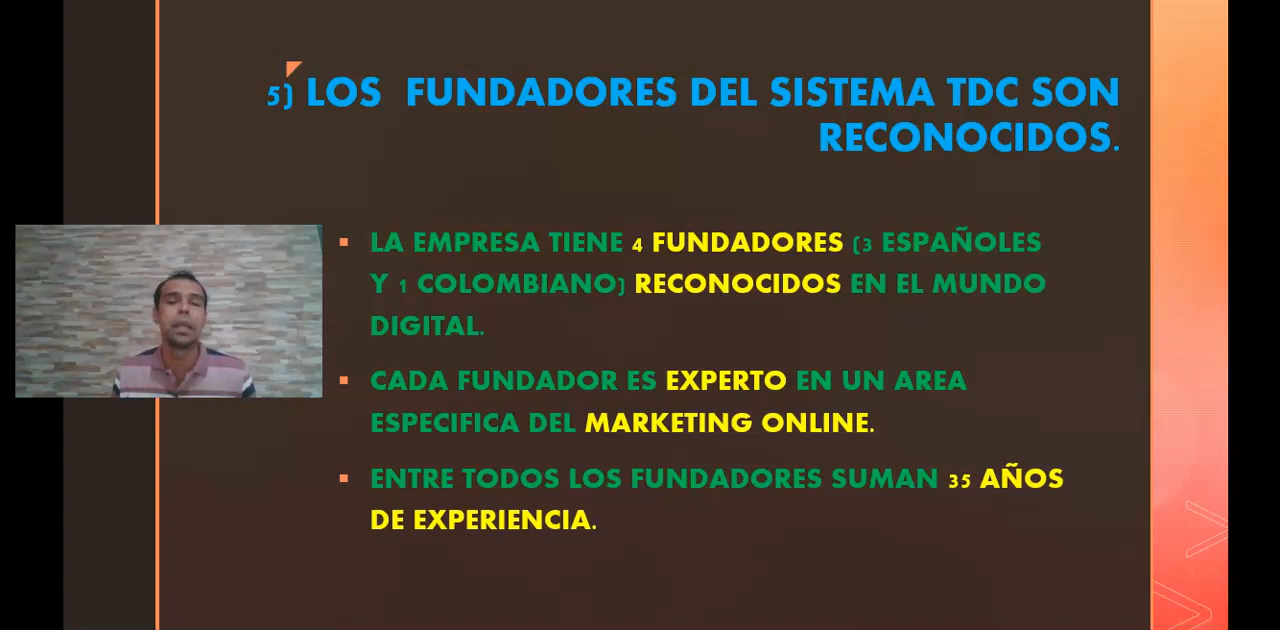 5) LOS FUNDADORES DEL SISTEMA TDC SON
RECONOCIDOS.
LA EMPRESA TIENE 4 FUNDADORES (3 ESPAÑOLES
Y 1 COLOMBIANO) RECONOCIDOS EN EL MUNDO
DIGITAL.
CADA FUNDADOR ES EXPERTO EN UN AREA
ESPECIFICA DEL MARKETING ONLINE.
ENTRE TODOS LOS FUNDADORES SUMAN 35 AÑOS
DE EXPERIENCIA.